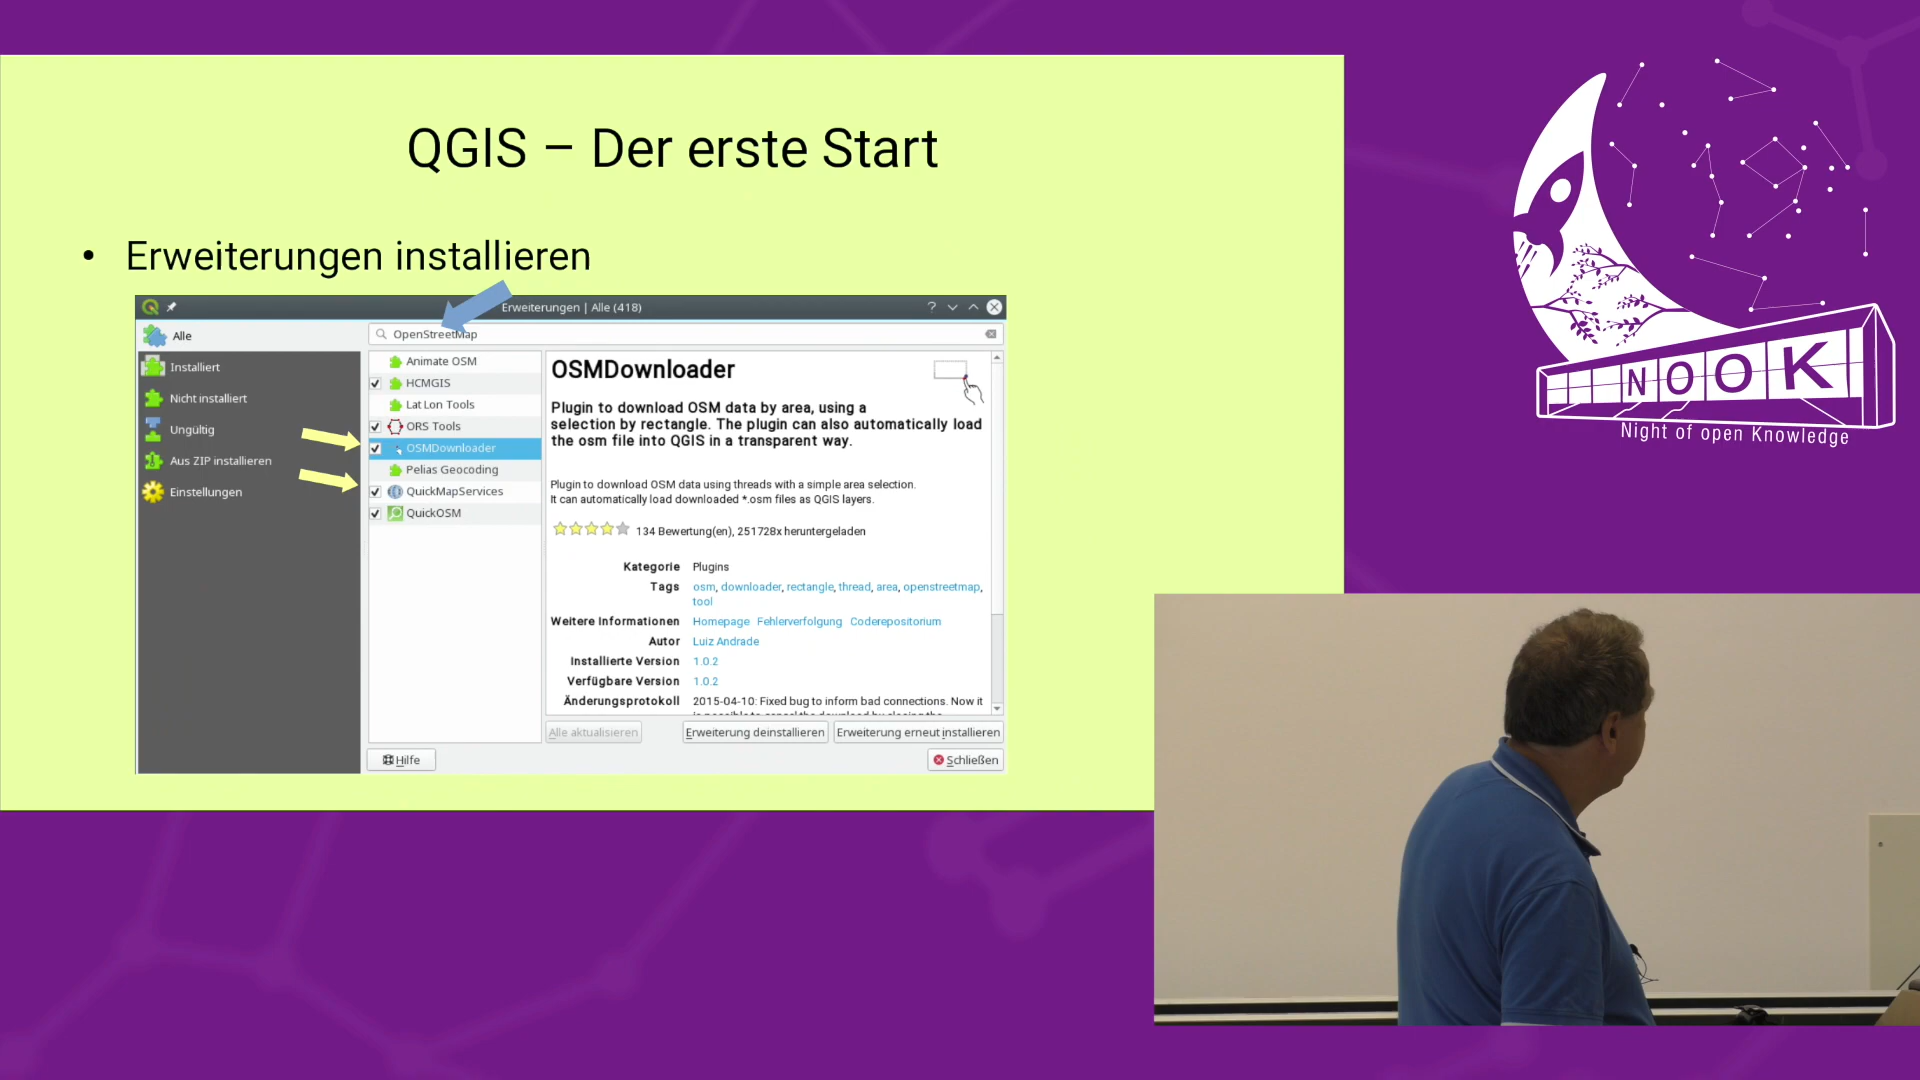 QGIS – Der erste Start
• Erweiterungen installieren
Erweiterungen | Alle (418)
?
Alle
OpenStreetMap
Installiert
Nicht installiert
Ungültig
Aus ZIP installieren
Einstellungen
Animate OSM
HCMGIS
Lat Lon Tools
ORS Tools
OSMDownloader
Pelias Geocoding
QuickMapServices
QuickOSM
OSMDownloader
Plugin to download OSM data by area, using a
selection by rectangle. The plugin can also automatically load
the osm file into QGIS in a transparent way.
Plugin to download OSM data using threads with a simple area selection.
It can automatically load downloaded *.osm files as QGIS layers.
134 Bewertung(en), 251728x heruntergeladen
Kategorie Plugins
Tags osm, downloader, rectangle, thread, area, openstreetmap,
tool
Weitere Informationen Homepage Fehlerverfolgung Coderepositorium
Autor Luiz Andrade
Installierte Version 1.0.2
Verfügbare Version 1.0.2
Änderungsprotokoll 2015-04-10: Fixed bug to inform bad connections. Now it
Alle aktualisieren Erweiterung deinstallieren Erweiterung erneut installieren
Hilfe Schließen
NOOK
Night of open Knowledge